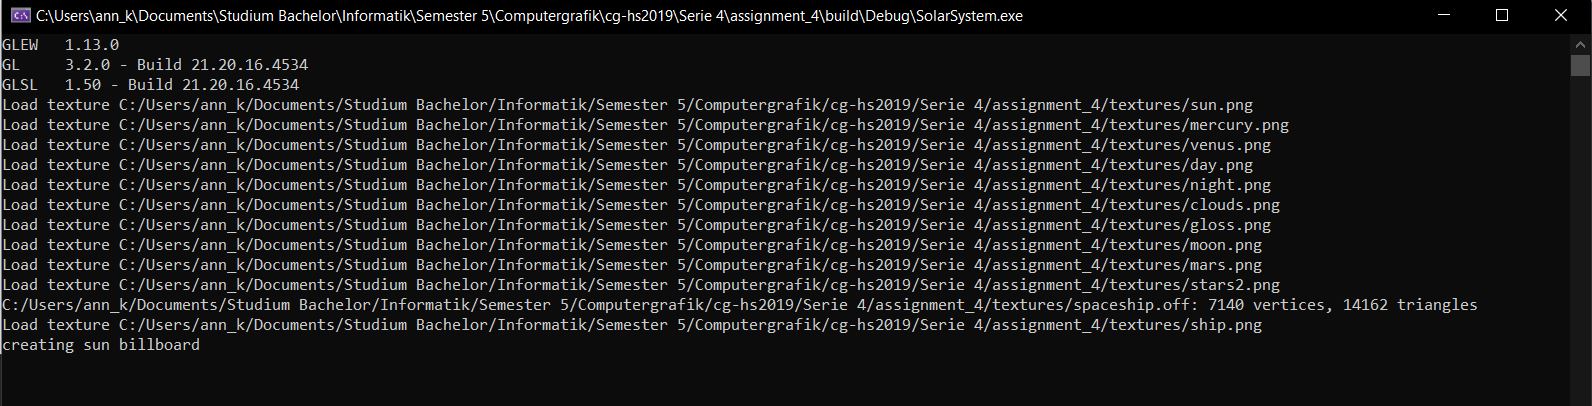 C:\Users\ann_k\Documents\Studium Bachelor\Informatik\Semester 5\Computergrafik\cg-hs2019\Serie 4\assignment_4\build\Debug\SolarSystem.exe
GLEW   1.13.0
GL     3.2.0 - Build 21.20.16.4534
GLSL   1.50 - Build 21.20.16.4534
Load texture C:/Users/ann_k/Documents/Studium Bachelor/Informatik/Semester 5/Computergrafik/cg-hs2019/Serie 4/assignment_4/textures/sun.png
Load texture C:/Users/ann_k/Documents/Studium Bachelor/Informatik/Semester 5/Computergrafik/cg-hs2019/Serie 4/assignment_4/textures/mercury.png
Load texture C:/Users/ann_k/Documents/Studium Bachelor/Informatik/Semester 5/Computergrafik/cg-hs2019/Serie 4/assignment_4/textures/venus.png
Load texture C:/Users/ann_k/Documents/Studium Bachelor/Informatik/Semester 5/Computergrafik/cg-hs2019/Serie 4/assignment_4/textures/day.png
Load texture C:/Users/ann_k/Documents/Studium Bachelor/Informatik/Semester 5/Computergrafik/cg-hs2019/Serie 4/assignment_4/textures/night.png
Load texture C:/Users/ann_k/Documents/Studium Bachelor/Informatik/Semester 5/Computergrafik/cg-hs2019/Serie 4/assignment_4/textures/clouds.png
Load texture C:/Users/ann_k/Documents/Studium Bachelor/Informatik/Semester 5/Computergrafik/cg-hs2019/Serie 4/assignment_4/textures/gloss.png
Load texture C:/Users/ann_k/Documents/Studium Bachelor/Informatik/Semester 5/Computergrafik/cg-hs2019/Serie 4/assignment_4/textures/moon.png
Load texture C:/Users/ann_k/Documents/Studium Bachelor/Informatik/Semester 5/Computergrafik/cg-hs2019/Serie 4/assignment_4/textures/mars.png
Load texture C:/Users/ann_k/Documents/Studium Bachelor/Informatik/Semester 5/Computergrafik/cg-hs2019/Serie 4/assignment_4/textures/stars2.png
C:/Users/ann_k/Documents/Studium Bachelor/Informatik/Semester 5/Computergrafik/cg-hs2019/Serie 4/assignment_4/textures/spaceship.off: 7140 vertices, 14162 triangles
Load texture C:/Users/ann_k/Documents/Studium Bachelor/Informatik/Semester 5/Computergrafik/cg-hs2019/Serie 4/assignment_4/textures/ship.png
creating sun billboard